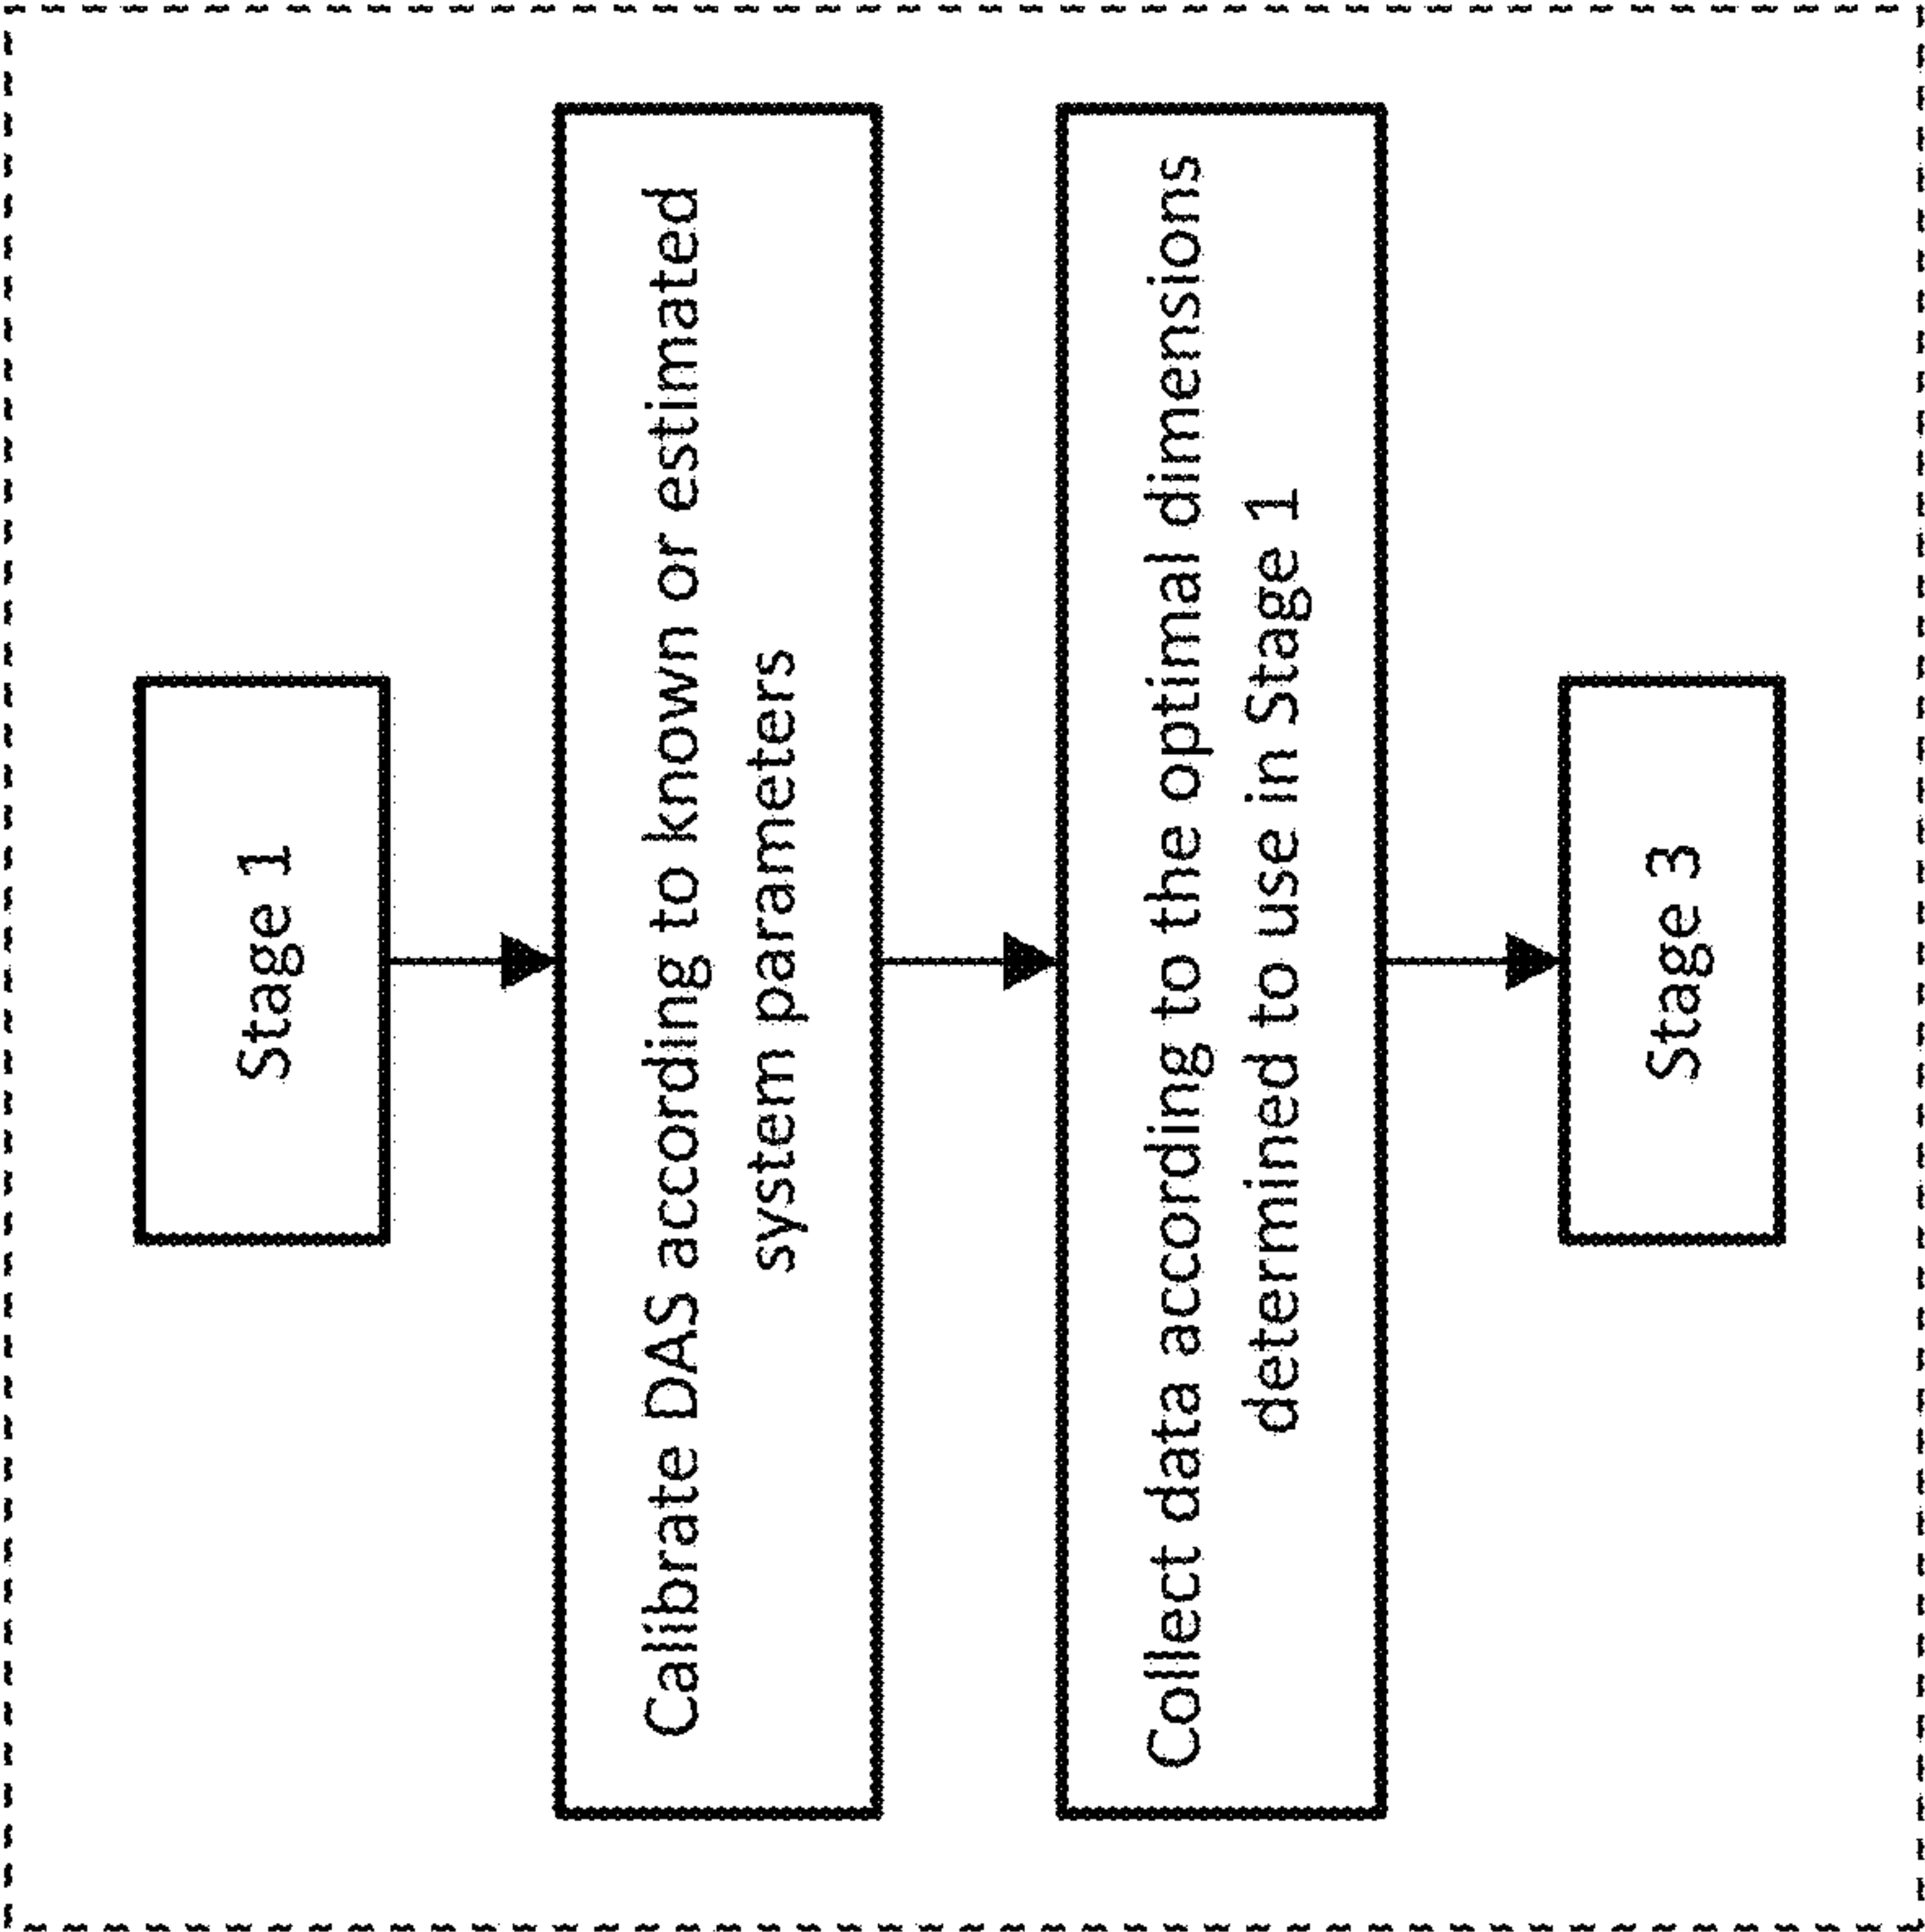 Stage 1
Calibrate DAS according to known or estimated
system parameters
Collect data according to the optimal dimensions
determined to use in Stage 1
Stage 3